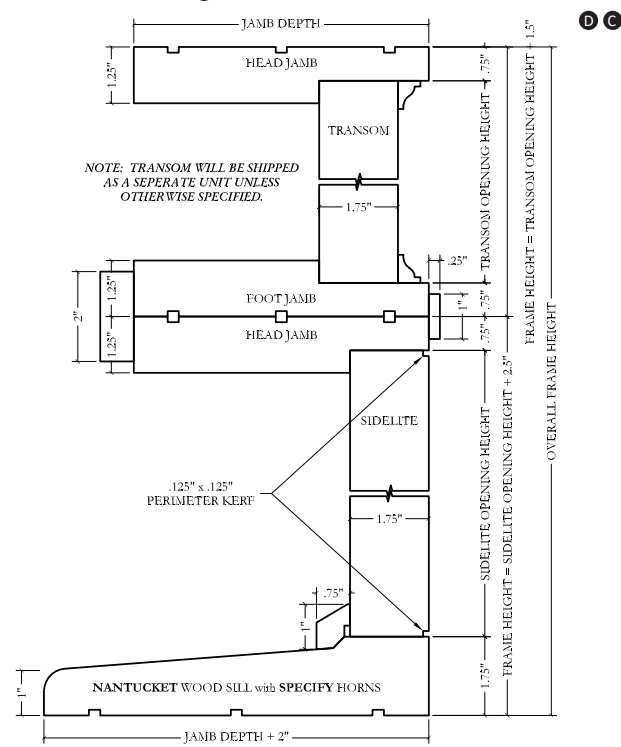 D C
JAMB DEPTH
HEAD JAMB
1.25"
.75"
TRANSOM
NOTE: TRANSOM WILL BE SHIPPED
AS A SEPERATE UNIT UNLESS
OTHERWISE SPECIFIED.
1.75"
TRANSOM OPENING HEIGHT
FRAME HEIGHT = TRANSOM OPENING HEIGHT + 1.5"
.25"
1.25"
FOOT JAMB
2"
1"
.75"
.75"
HEAD JAMB
1.25"
OVERALL FRAME HEIGHT
SIDELITE
.125" x .125"
PERIMETER KERF
1.75"
SIDELITE OPENING HEIGHT
FRAME HEIGHT = SIDELITE OPENING HEIGHT + 2.5"
.75"
1"
NANTUCKET WOOD SILL with SPECIFY HORNS
1"
1.75"
JAMB DEPTH + 2"